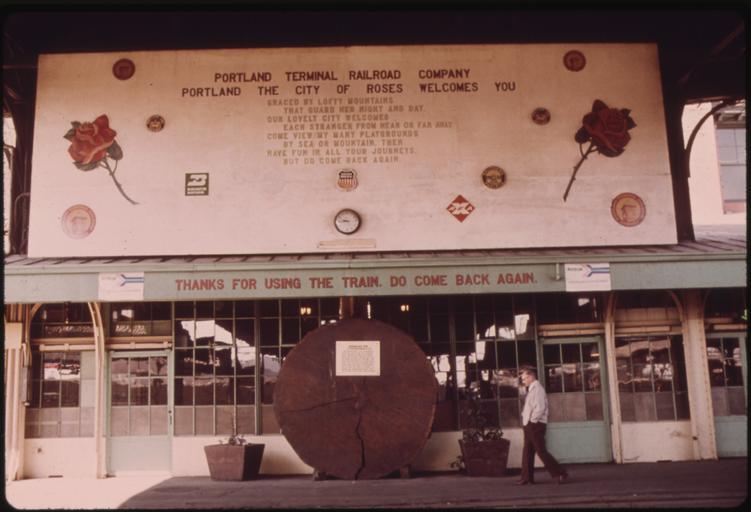 PORTLAND TERMINAL RAILROAD COMPANY
PORTLAND THE CITY OF ROSES WELCOMES YOU
GRACED BY LOFTY MOUNTAINS
THAT GUARD HER NIGHT AND DAY
OUR LOVELY CITY WELCOMES
EACH STRANGER FROM NEAR OR FAR AWAY
COME VIEW MY MANY PLAYGROUNDS
BY SEA OR MOUNTAIN, THEN
HAVE FUN IN ALL YOUR JOURNEYS,
BUT DO COME BACK AGAIN.
THANKS FOR USING THE TRAIN. DO COME BACK AGAIN.